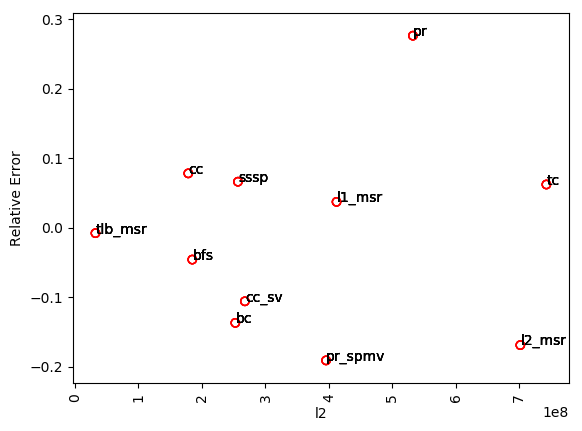 0.3
pr
0.2
Relative Error
0.1
cc
sssp
tc
l1_msr
0.0
tlb_msr
bfs
−0.1
cc_sv
bc
l2_msr
pr_spmv
−0.2
0 1 2 3 4 5 6 7
l2
1e8